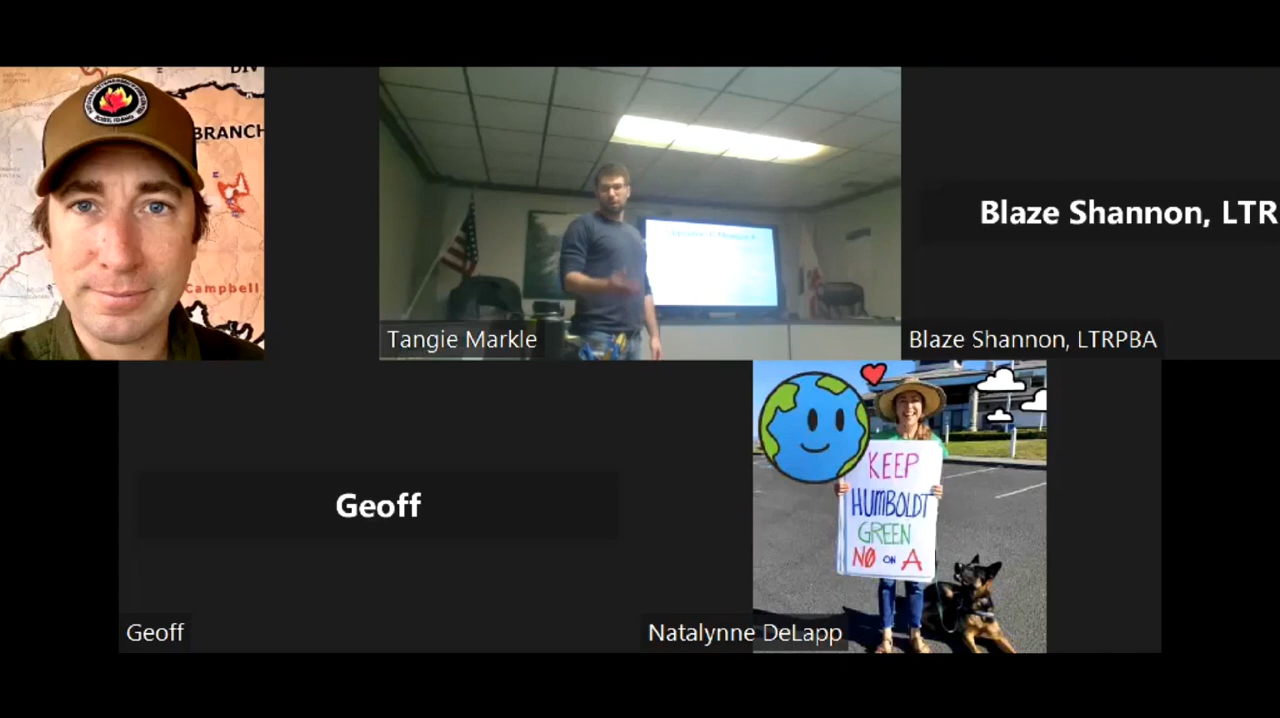 DIV
BRANCH
Campbell
Tangie Markle
Blaze Shannon, LTR
Blaze Shannon, LTRPBA
Geoff
Geoff
KEEP
HUMBOLDT
GREEN
NO ON A
Natalynne DeLapp